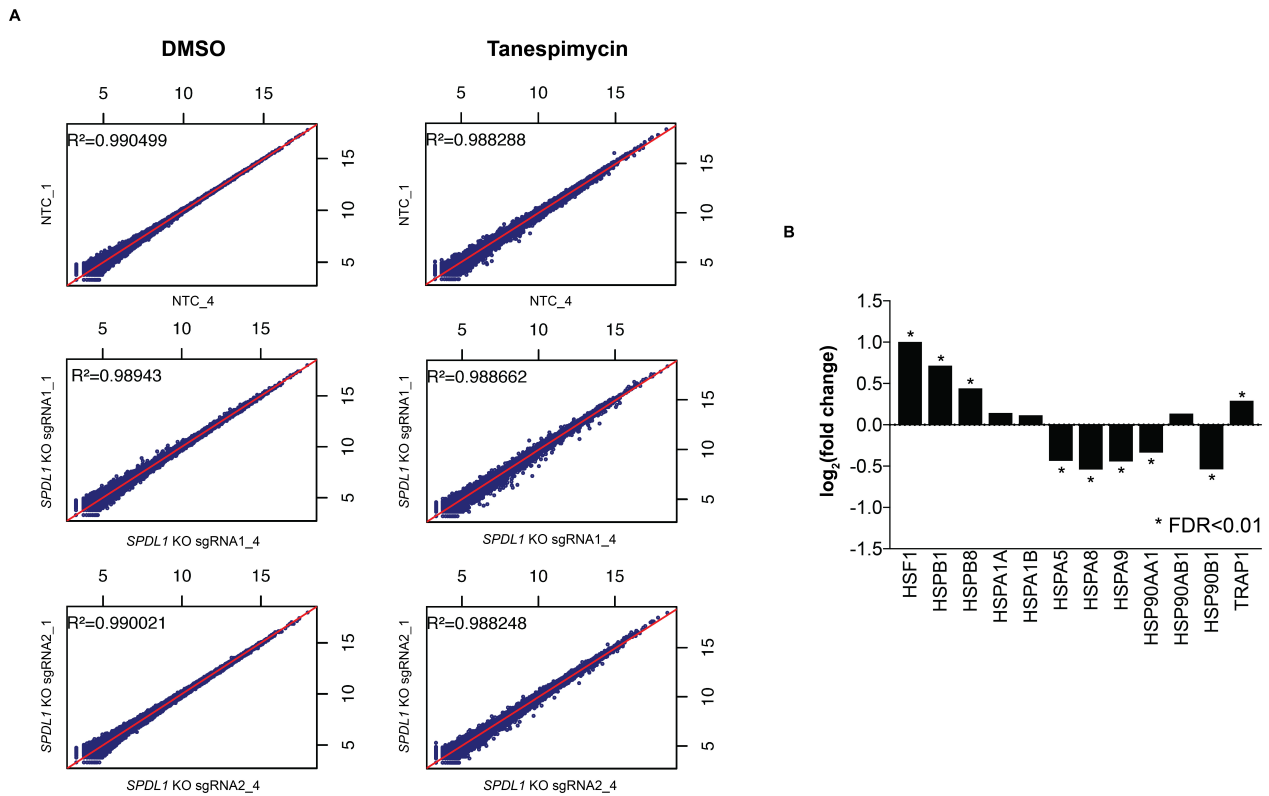 A
DMSO
Tanespimycin
5 10 15
R²=0.990499
NTC_1
15
10
5
NTC_4
5 10 15
R²=0.988288
NTC_1
15
10
5
NTC_4
5 10 15
R²=0.98943
SPDL1 KO sgRNA1_1
15
10
5
SPDL1 KO sgRNA1_4
5 10 15
R²=0.988662
SPDL1 KO sgRNA1_1
15
10
5
SPDL1 KO sgRNA1_4
5 10 15
R²=0.990021
SPDL1 KO sgRNA2_1
15
10
5
SPDL1 KO sgRNA2_4
5 10 15
R²=0.988248
SPDL1 KO sgRNA2_1
15
10
5
SPDL1 KO sgRNA2_4
B
log₂(fold change)
1.5
1.0
0.5
0.0
-0.5
-1.0
-1.5
* * * * * * * * *
* FDR<0.01
HSF1
HSPB1
HSPB8
HSPA1A
HSPA1B
HSPA5
HSPA8
HSPA9
HSP90AA1
HSP90AB1
HSP90B1
TRAP1